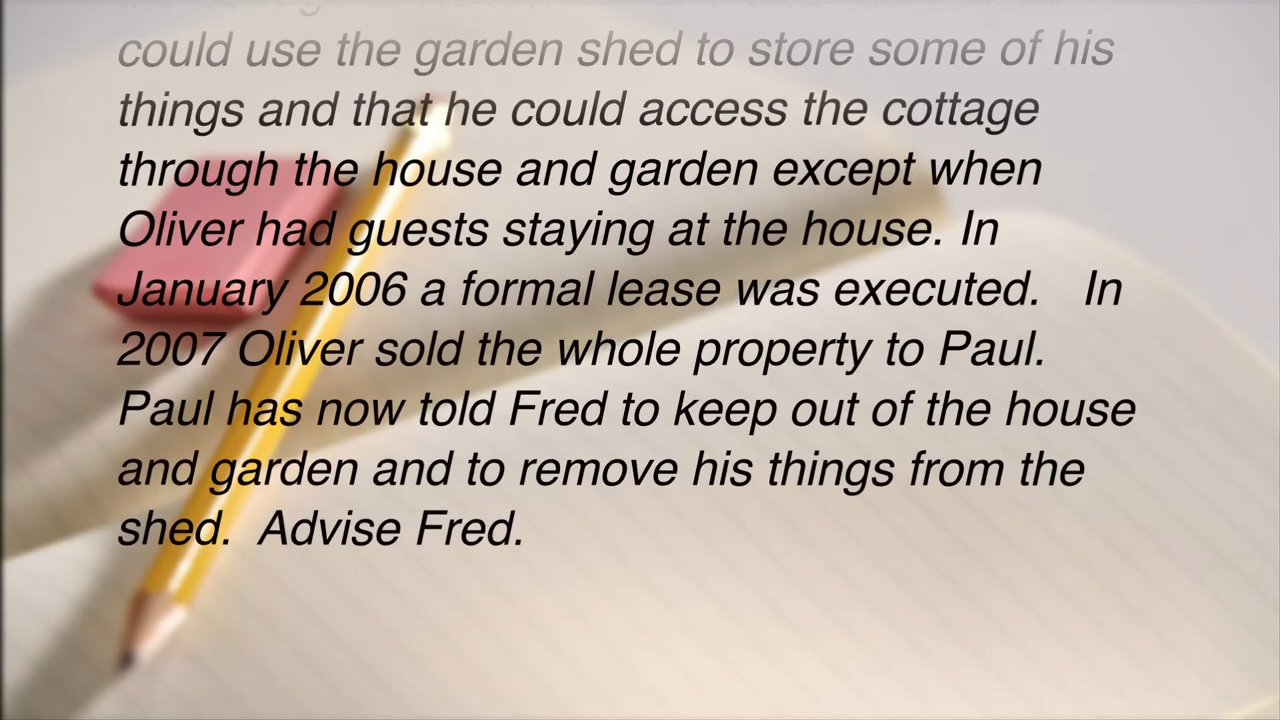 could use the garden shed to store some of his
things and that he could access the cottage
through the house and garden except when
Oliver had guests staying at the house. In
January 2006 a formal lease was executed. In
2007 Oliver sold the whole property to Paul.
Paul has now told Fred to keep out of the house
and garden and to remove his things from the
shed. Advise Fred.